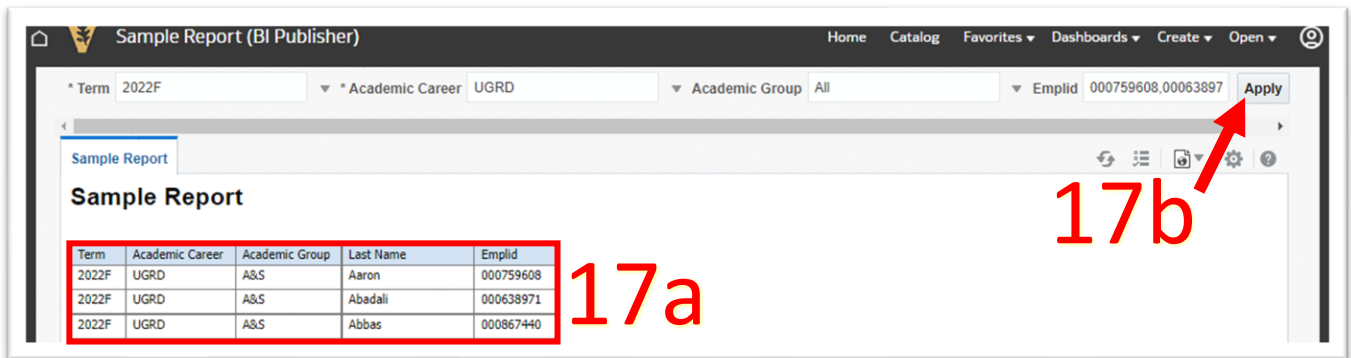 Sample Report (BI Publisher) Home Catalog Favorites Dashboards Create Open
* Term 2022F * Academic Career UGRD Academic Group All Emplid 000759608,00063897 Apply
Sample Report
Sample Report
17b
Term Academic Career Academic Group Last Name Emplid
2022F UGRD A&S Aaron 000759608
2022F UGRD A&S Abadali 000638971
2022F UGRD A&S Abbas 000867440
17a